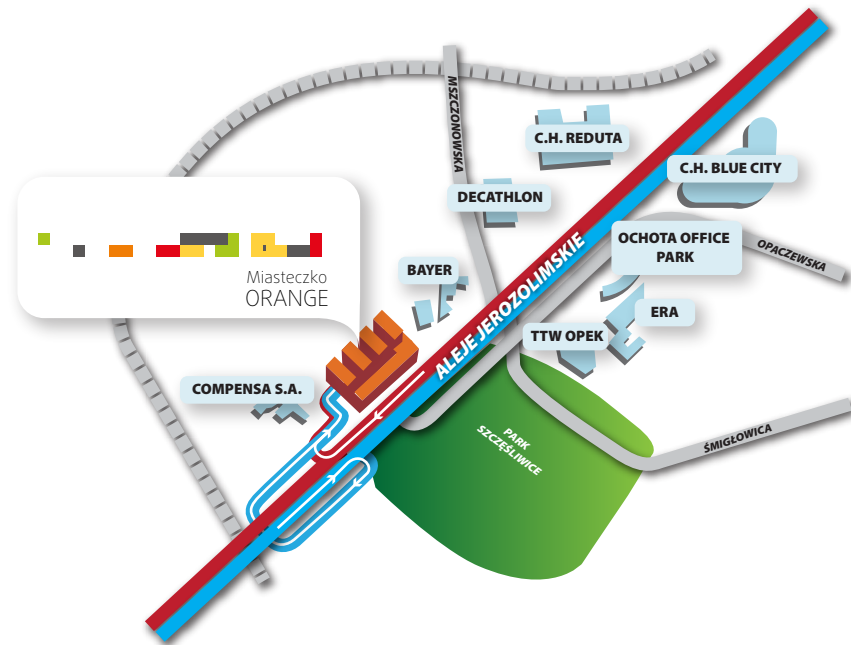 MSZCZONOWSKA
C.H. REDUTA
C.H. BLUE CITY
DECATHLON
OCHOTA OFFICE
PARK
OPACZEWSKA
BAYER
ALEJE JEROZOLIMSKIE
ERA
TTW OPEK
Miasteczko
ORANGE
COMPENSA S.A.
PARK
SZCZĘŚLIWICE
ŚMIGŁOWICA